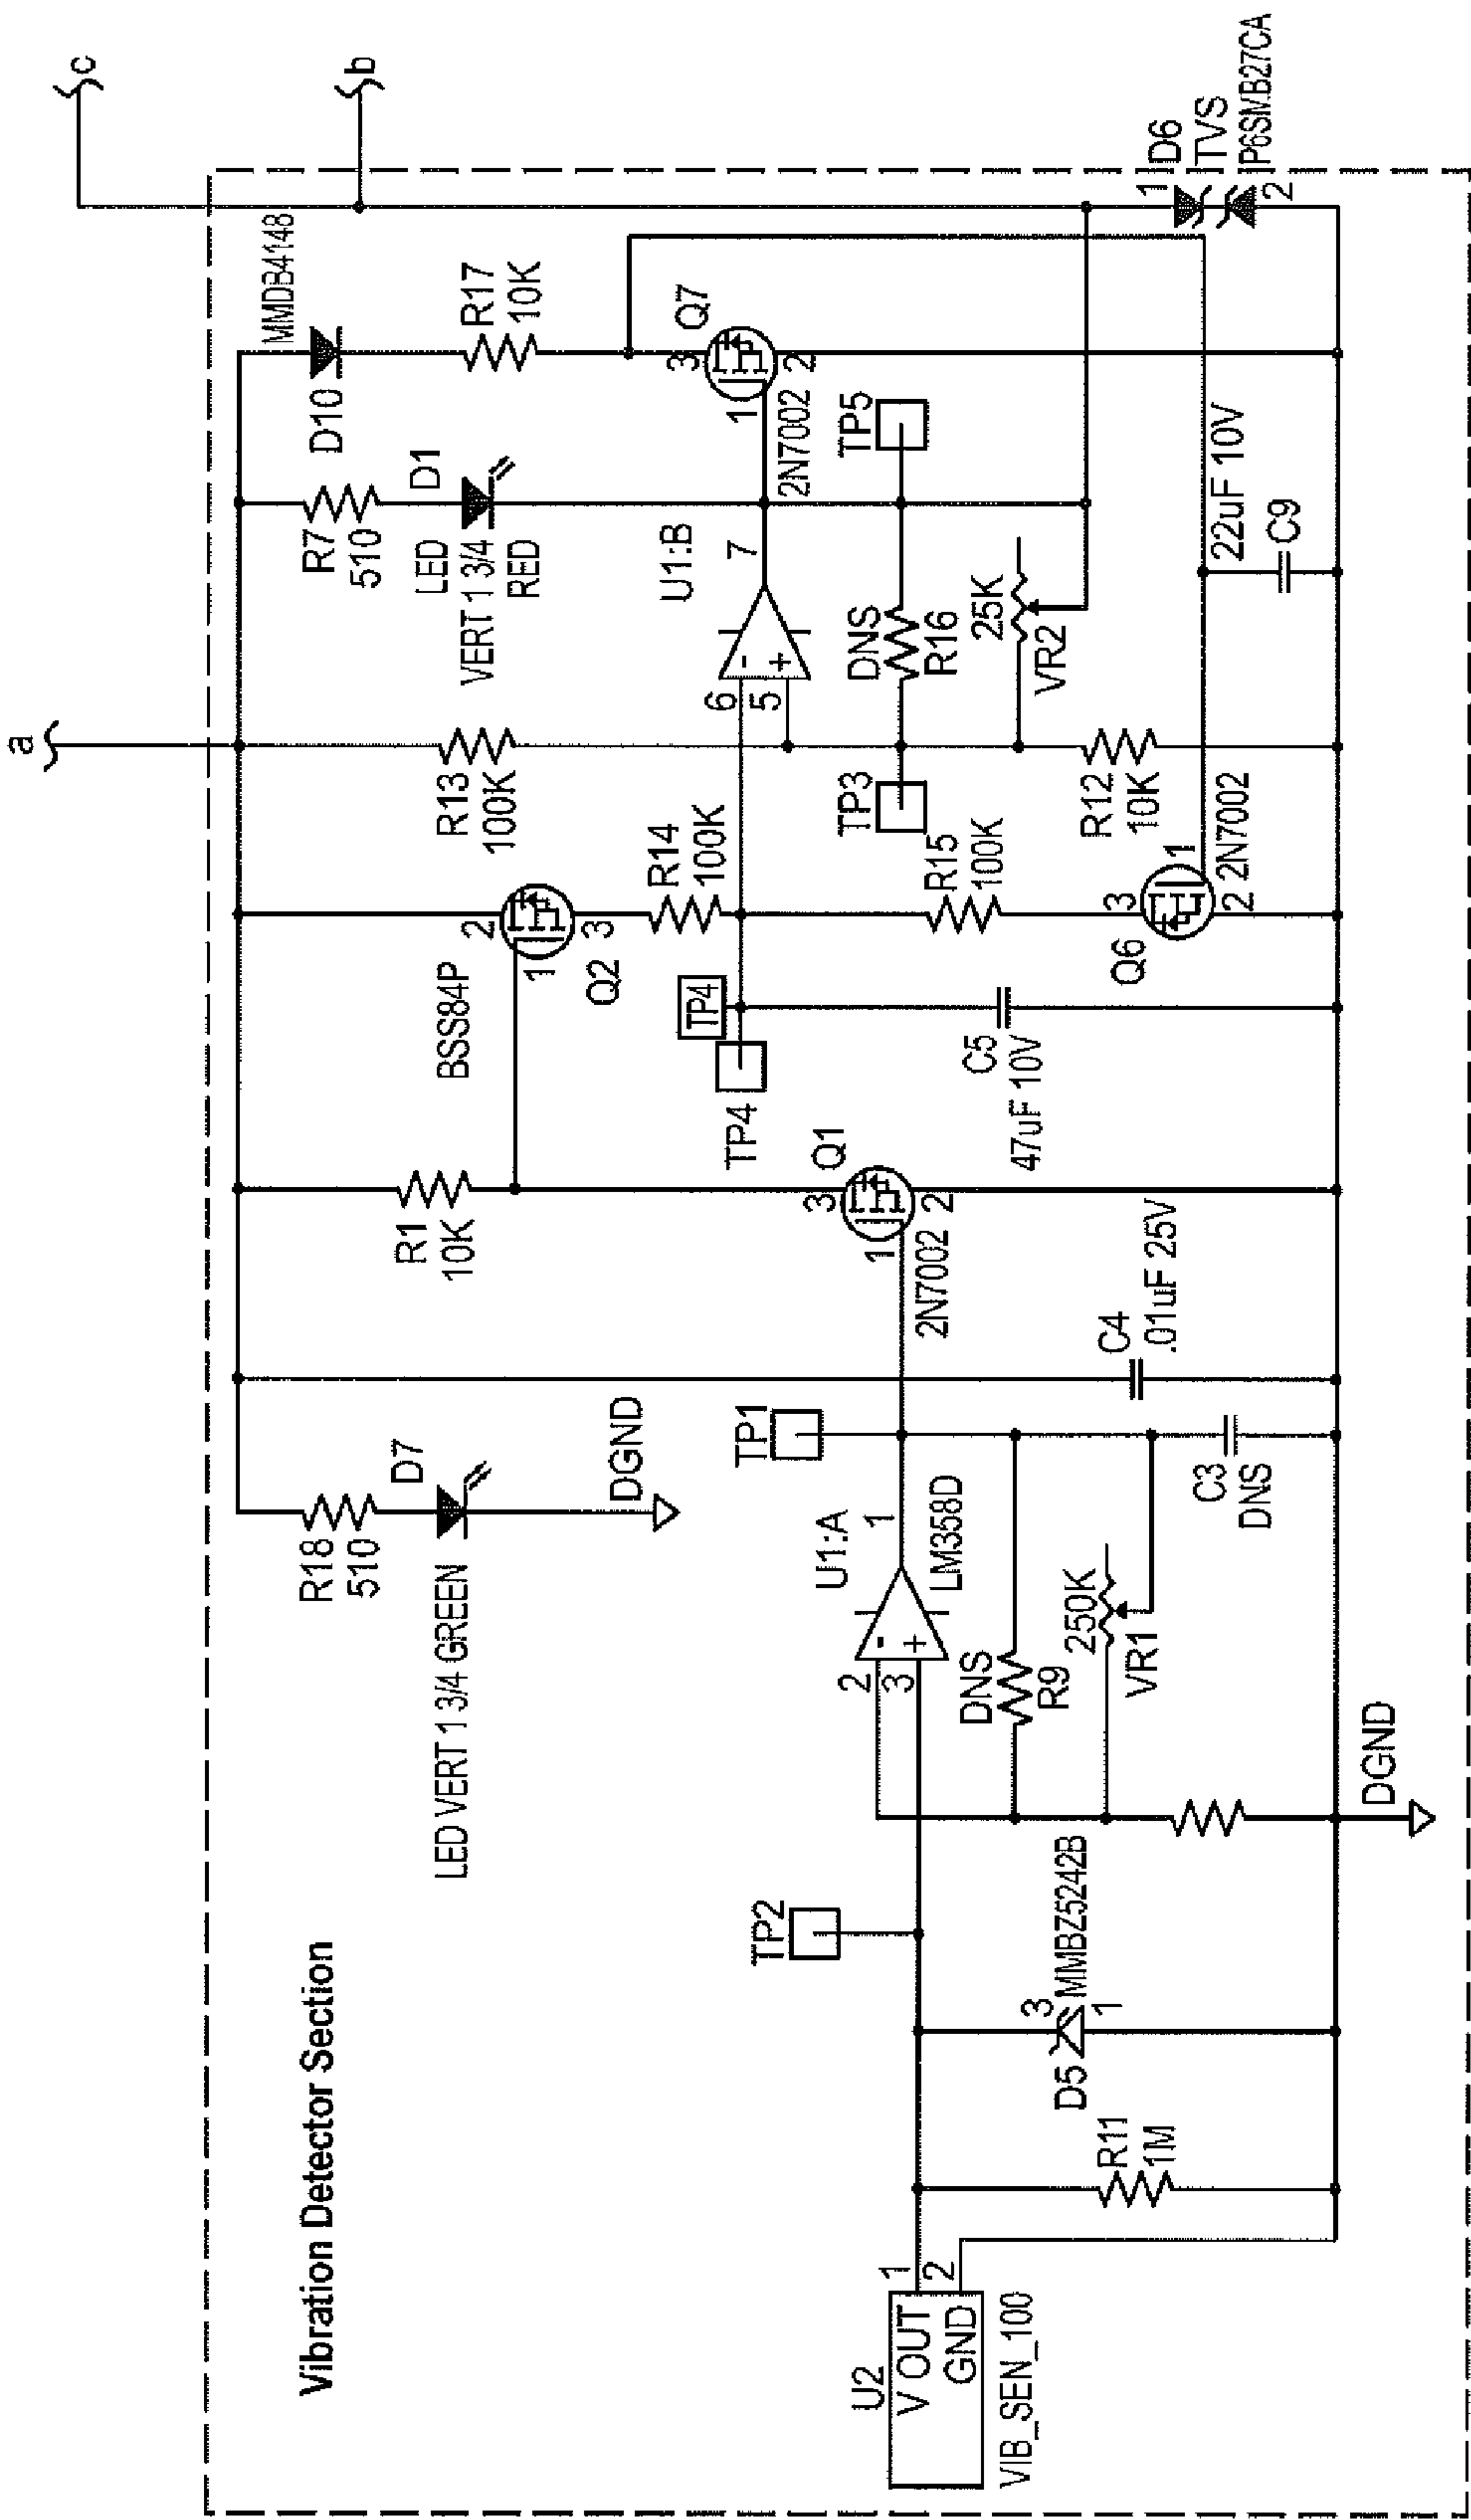 Vibration Detector Section
a
c
b
R18
510
D7
LED VERT 1 3/4 GREEN
DGND
R1
10K
BSS84P
2
1
3
Q2
R13
100K
R14
100K
R7
510
LED
D1
VERT 1 3/4
RED
MMDB4148
D10
R17
10K
TP4
TP4
6
5
-
+
U1:B
7
3
1
2
Q7
2N7002
TP5
TP3
DNS
R16
25K
VR2
R15
100K
R12
10K
C5
47uF 10V
Q6
3
1
2
2N7002
22uF 10V
C9
D6
TVS
P6SMB27CA
1
2
Q1
3
1
2
2N7002
C4
.01uF 25V
TP1
U1:A
1
2
3
-
+
LM358D
DNS
R9
250K
VR1
C3
DNS
DGND
TP2
3
1
D5
MMBZ5242B
R11
1M
U2
V OUT
GND
1
2
VIB_SEN_100